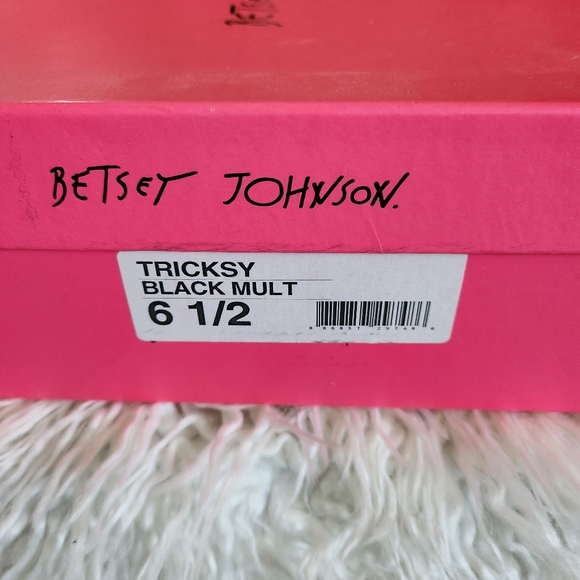 BETSEY JOHNSON.
TRICKSY
BLACK MULT
6 1/2